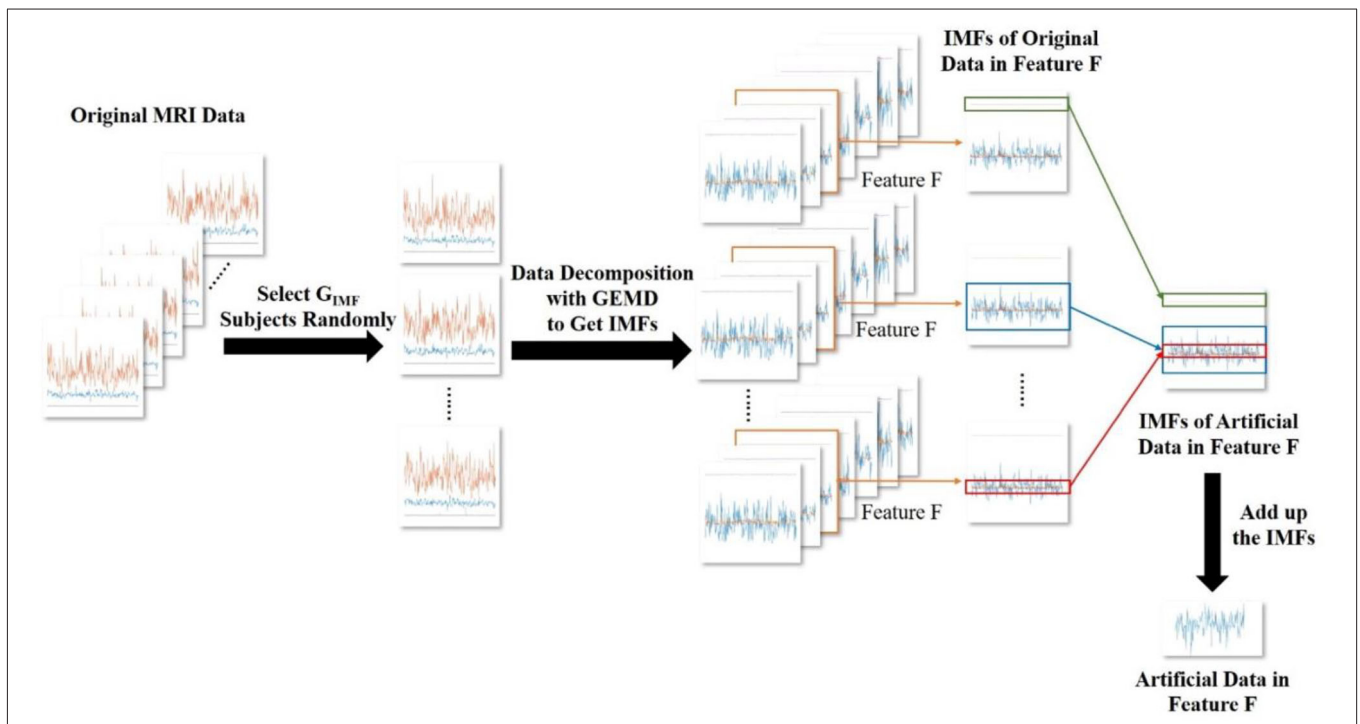 Original MRI Data
Select GIMF
Subjects Randomly
Data Decomposition
with GEMD
to Get IMFs
Feature F
Feature F
Feature F
IMFs of Original
Data in Feature F
IMFs of Artificial
Data in Feature F
Add up
the IMFs
Artificial Data in
Feature F